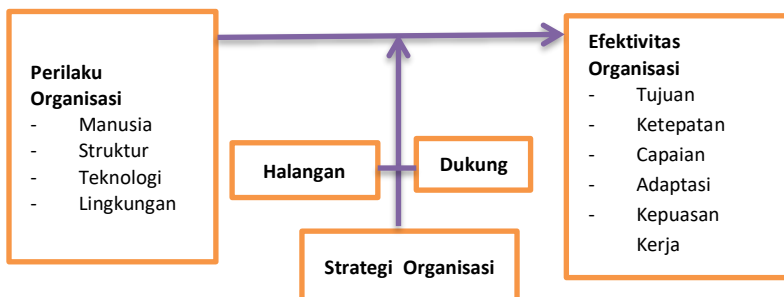 Perilaku
Organisasi
- Manusia
- Struktur
- Teknologi
- Lingkungan
Halangan
Dukung
Strategi Organisasi
Efektivitas
Organisasi
- Tujuan
- Ketepatan
- Capaian
- Adaptasi
- Kepuasan
Kerja